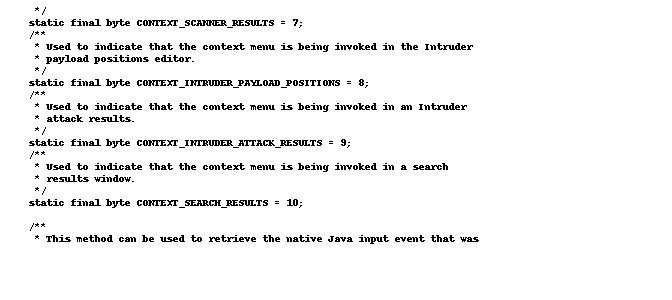 */
static final byte CONTEXT_SCANNER_RESULTS = 7;
/**
* Used to indicate that the context menu is being invoked in the Intruder
* payload positions editor.
*/
static final byte CONTEXT_INTRUDER_PAYLOAD_POSITIONS = 8;
/**
* Used to indicate that the context menu is being invoked in an Intruder
* attack results.
*/
static final byte CONTEXT_INTRUDER_ATTACK_RESULTS = 9;
/**
* Used to indicate that the context menu is being invoked in a search
* results window.
*/
static final byte CONTEXT_SEARCH_RESULTS = 10;
/**
* This method can be used to retrieve the native Java input event that was